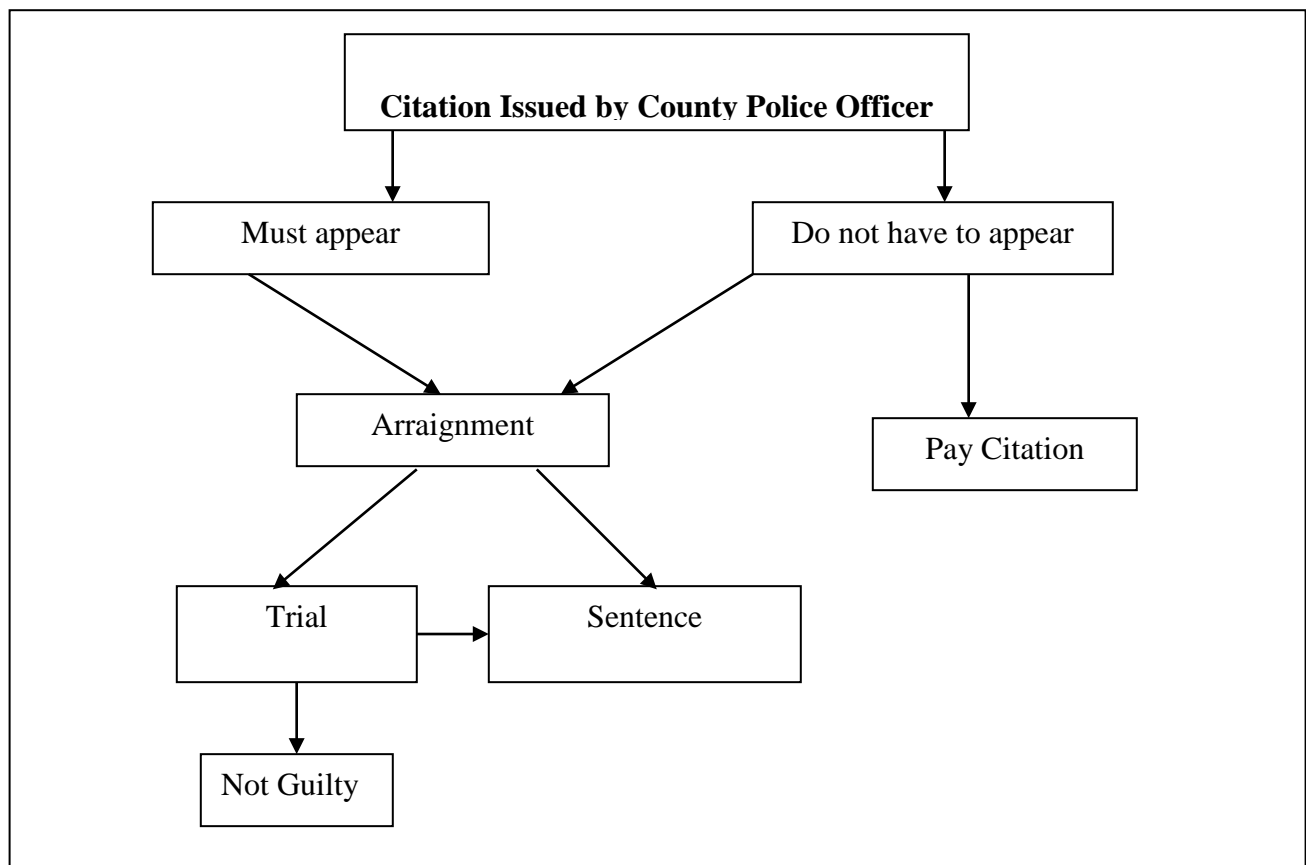 Citation Issued by County Police Officer
Must appear
Do not have to appear
Arraignment
Pay Citation
Trial
Sentence
Not Guilty